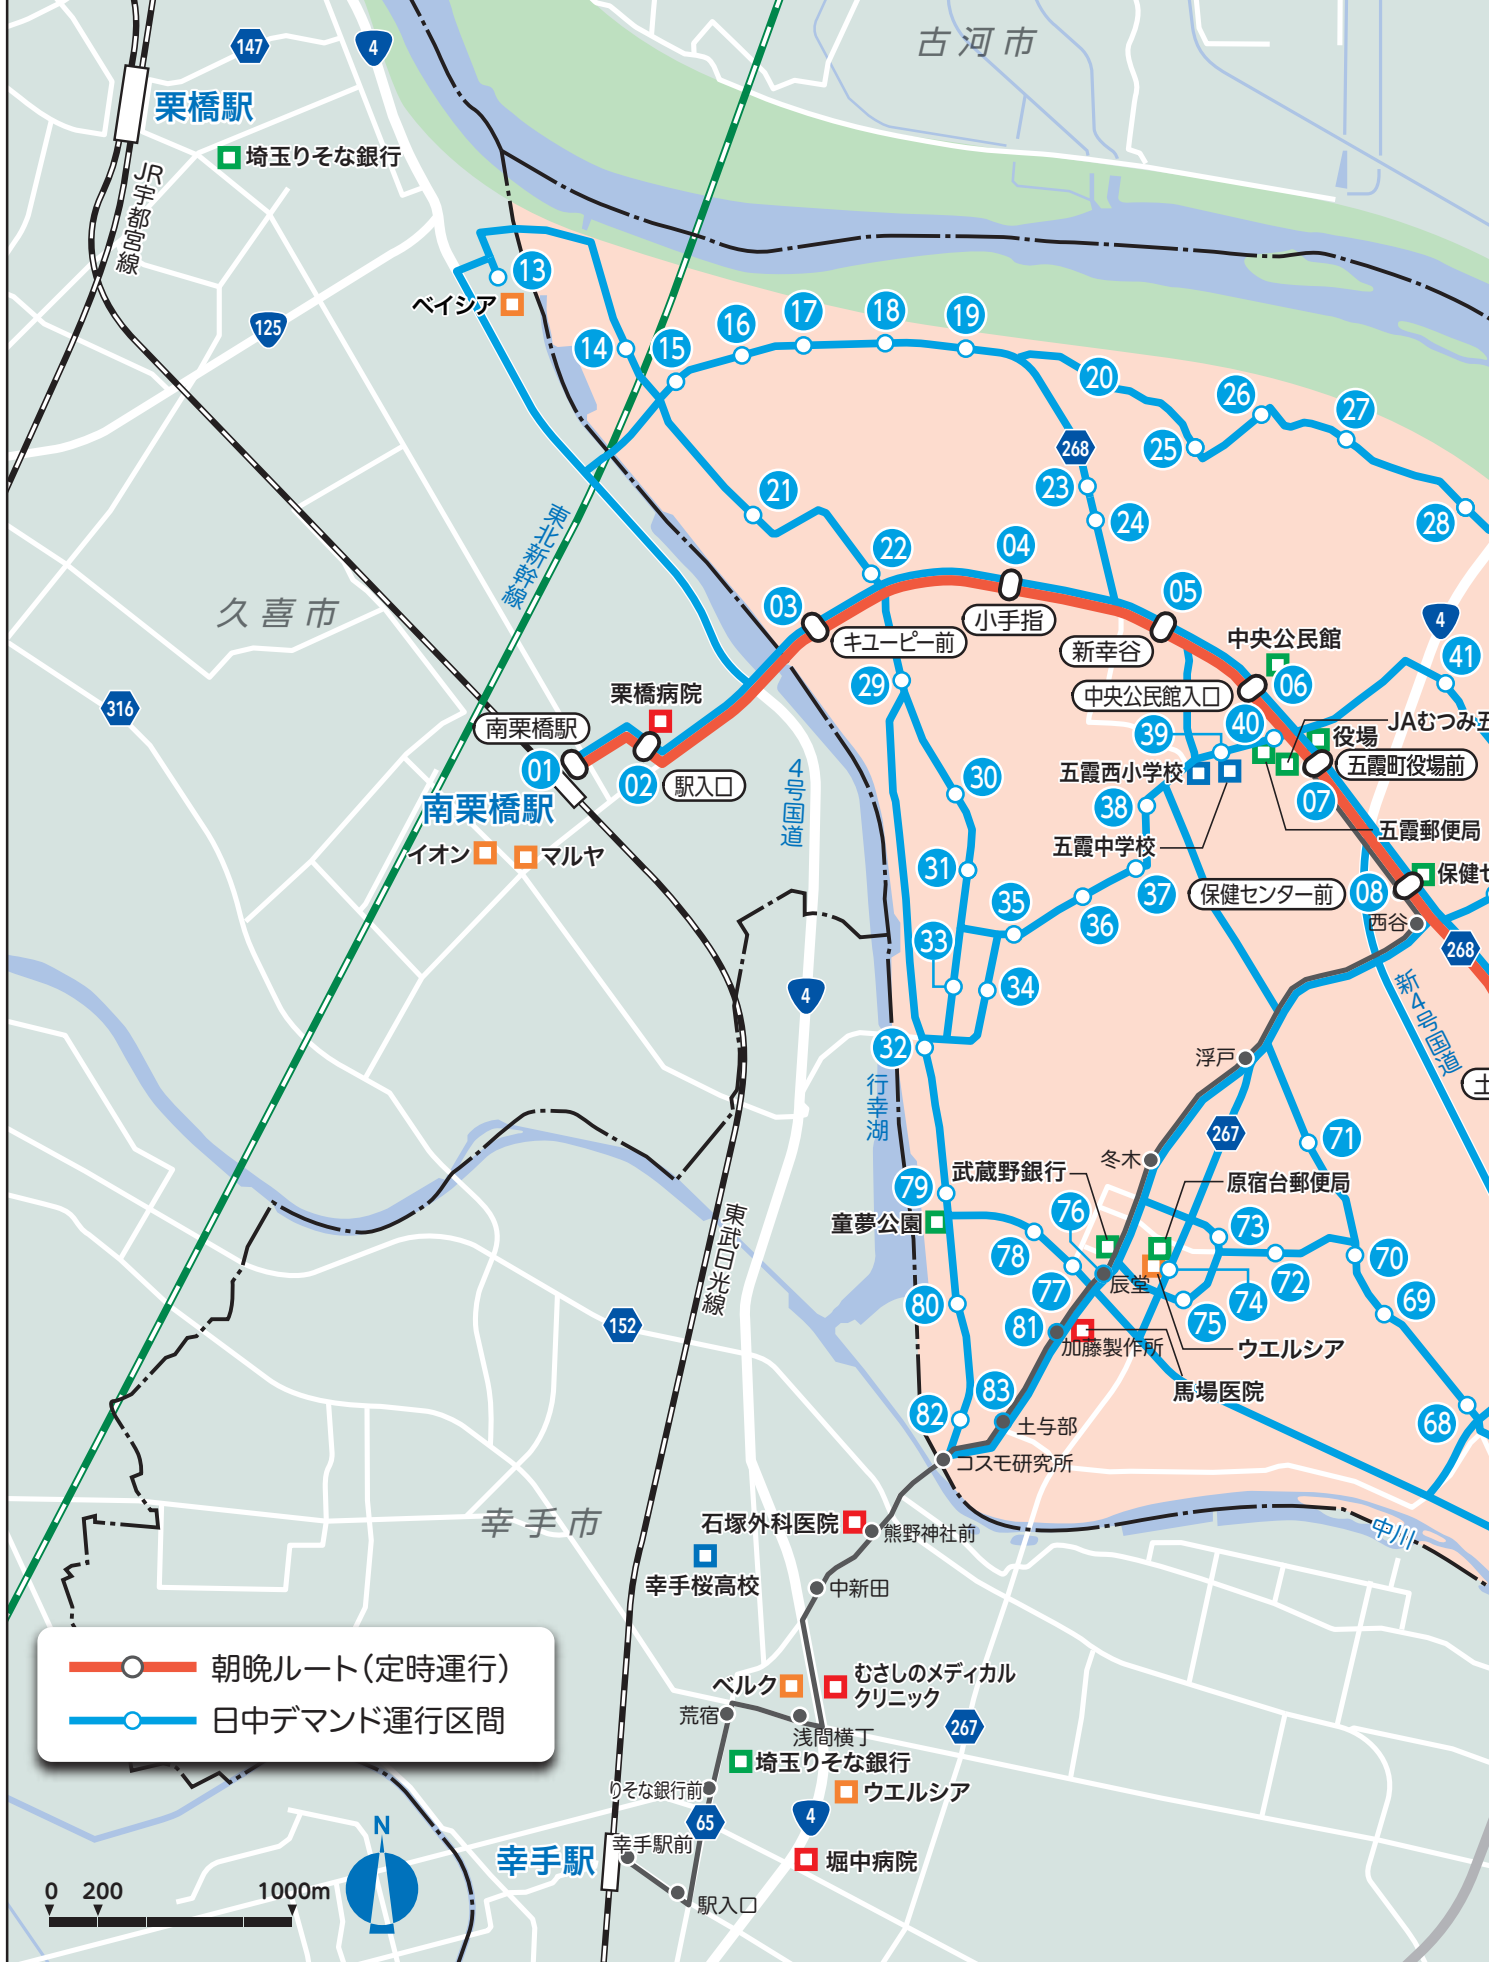 古河市
147
4
栗橋駅
埼玉りそな銀行
JR宇都宮線
13
ベイシア
125
14
15
16
17
18
19
20
26
27
25
268
23
24
28
21
22
東北新幹線
久喜市
03
キユーピー前
04
小手指
05
新幸谷
中央公民館
06
中央公民館入口
4
41
29
316
栗橋病院
南栗橋駅
01
02
駅入口
南栗橋駅
イオン
マルヤ
4号国道
30
39
40
JAむつみ五
役場
五霞町役場前
五霞西小学校
07
38
五霞中学校
五霞郵便局
31
37
保健センター前
08
保健セ
西谷
35
36
33
34
268
4
新4号国道
32
浮戸
土
行幸湖
267
71
冬木
武蔵野銀行
原宿台郵便局
79
76
童夢公園
73
東武日光線
78
72
70
77
辰堂
74
69
80
75
152
81
加藤製作所
ウエルシア
馬場医院
83
82
土与部
68
コスモ研究所
幸手市
石塚外科医院
熊野神社前
中川
幸手桜高校
中新田
朝晩ルート(定時運行)
日中デマンド運行区間
ベルク
むさしのメディカル
クリニック
荒宿
浅間横丁
267
埼玉りそな銀行
りそな銀行前
ウエルシア
65
4
N
幸手駅
幸手駅前
堀中病院
0 200 1000m
駅入口